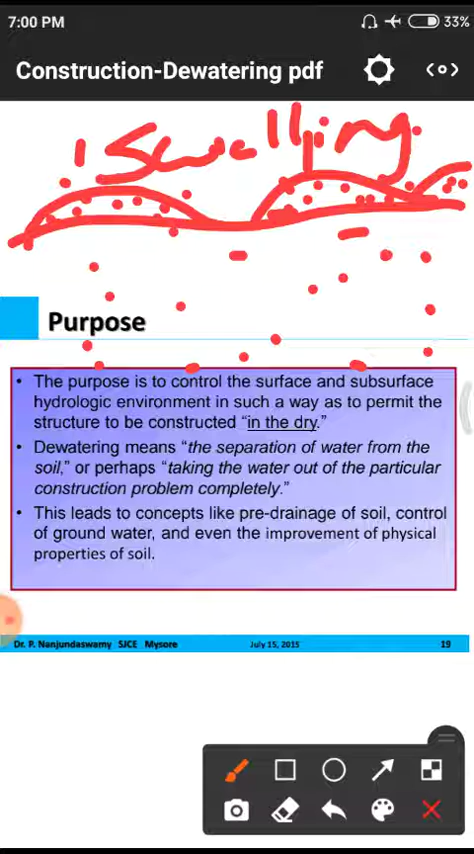 7:00 PM
33%
Construction-Dewatering pdf
Swelling
Purpose
• The purpose is to control the surface and subsurface
hydrologic environment in such a way as to permit the
structure to be constructed “in the dry.”
• Dewatering means “the separation of water from the
soil,” or perhaps “taking the water out of the particular
construction problem completely.”
• This leads to concepts like pre-drainage of soil, control
of ground water, and even the improvement of physical
properties of soil.
Dr. P. Nanjundaswamy SJCE Mysore July 15, 2015 19